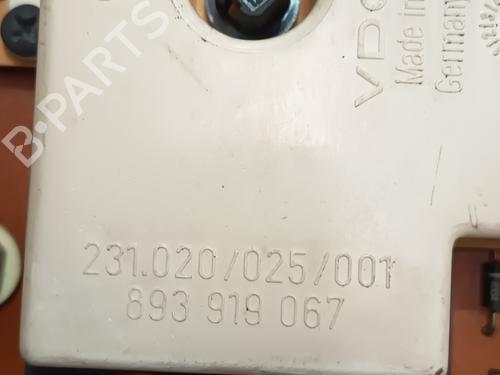 B-PARTS
VDO
Made in
Germany
231.020/025/001
893 919 067